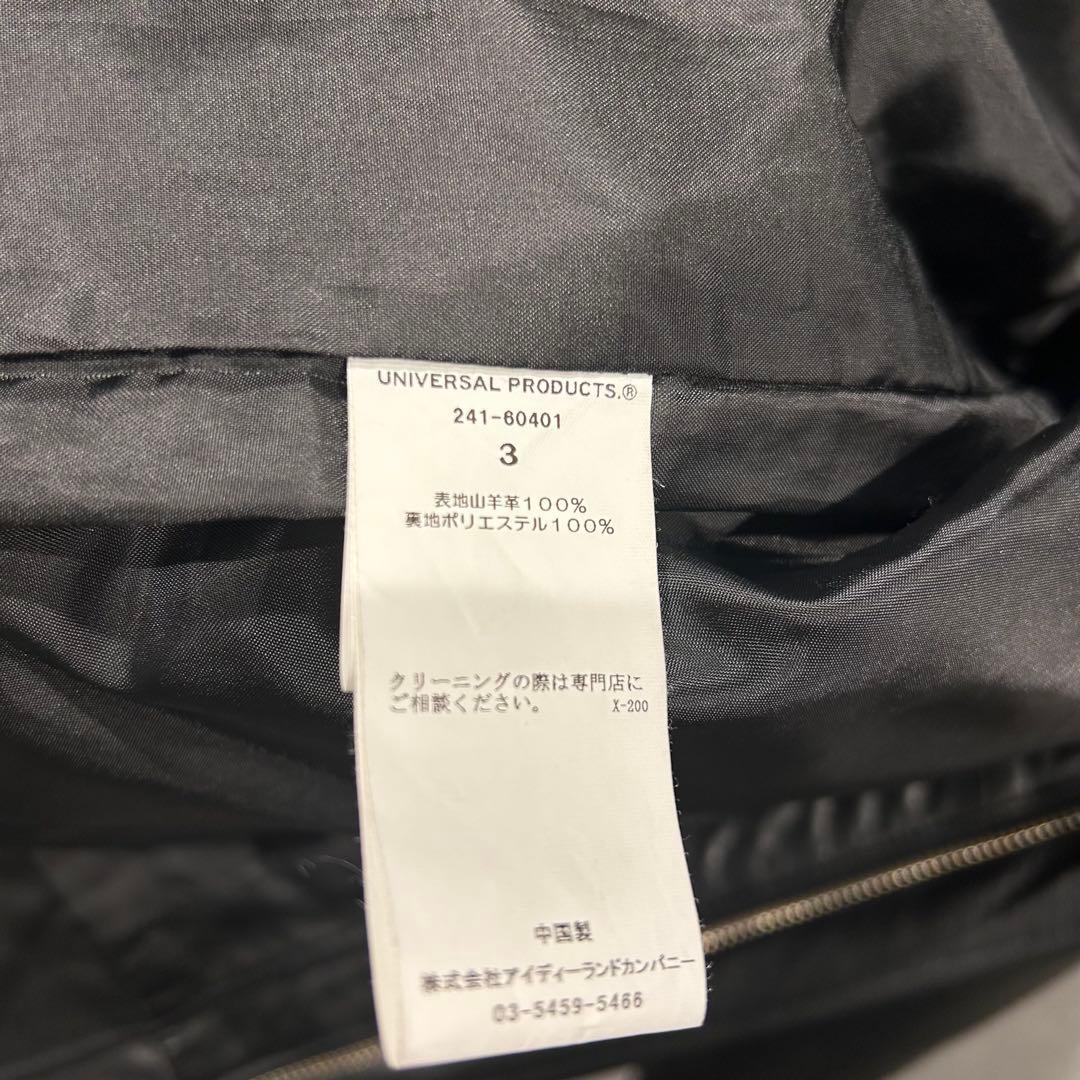 UNIVERSAL PRODUCTS.®
241-60401
3
表地山羊革100%
裏地ポリエステル100%
クリーニングの際は専門店に
ご相談ください。 X-200
中国製
株式会社アイディーランドカンパニー
03-5459-5466